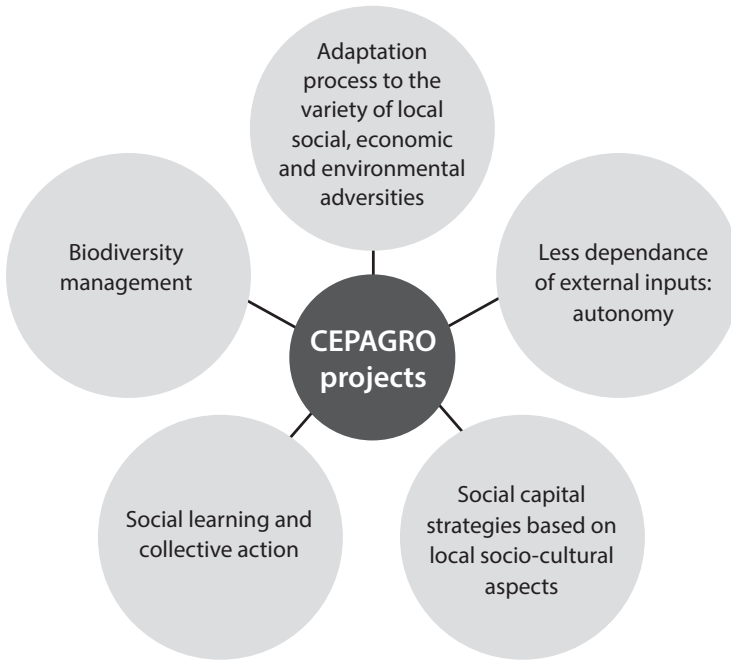 Adaptation
process to the
variety of local
social, economic
and environmental
adversities
Biodiversity
management
Less dependance
of external inputs:
autonomy
CEPAGRO
projects
Social learning and
collective action
Social capital
strategies based on
local socio-cultural
aspects